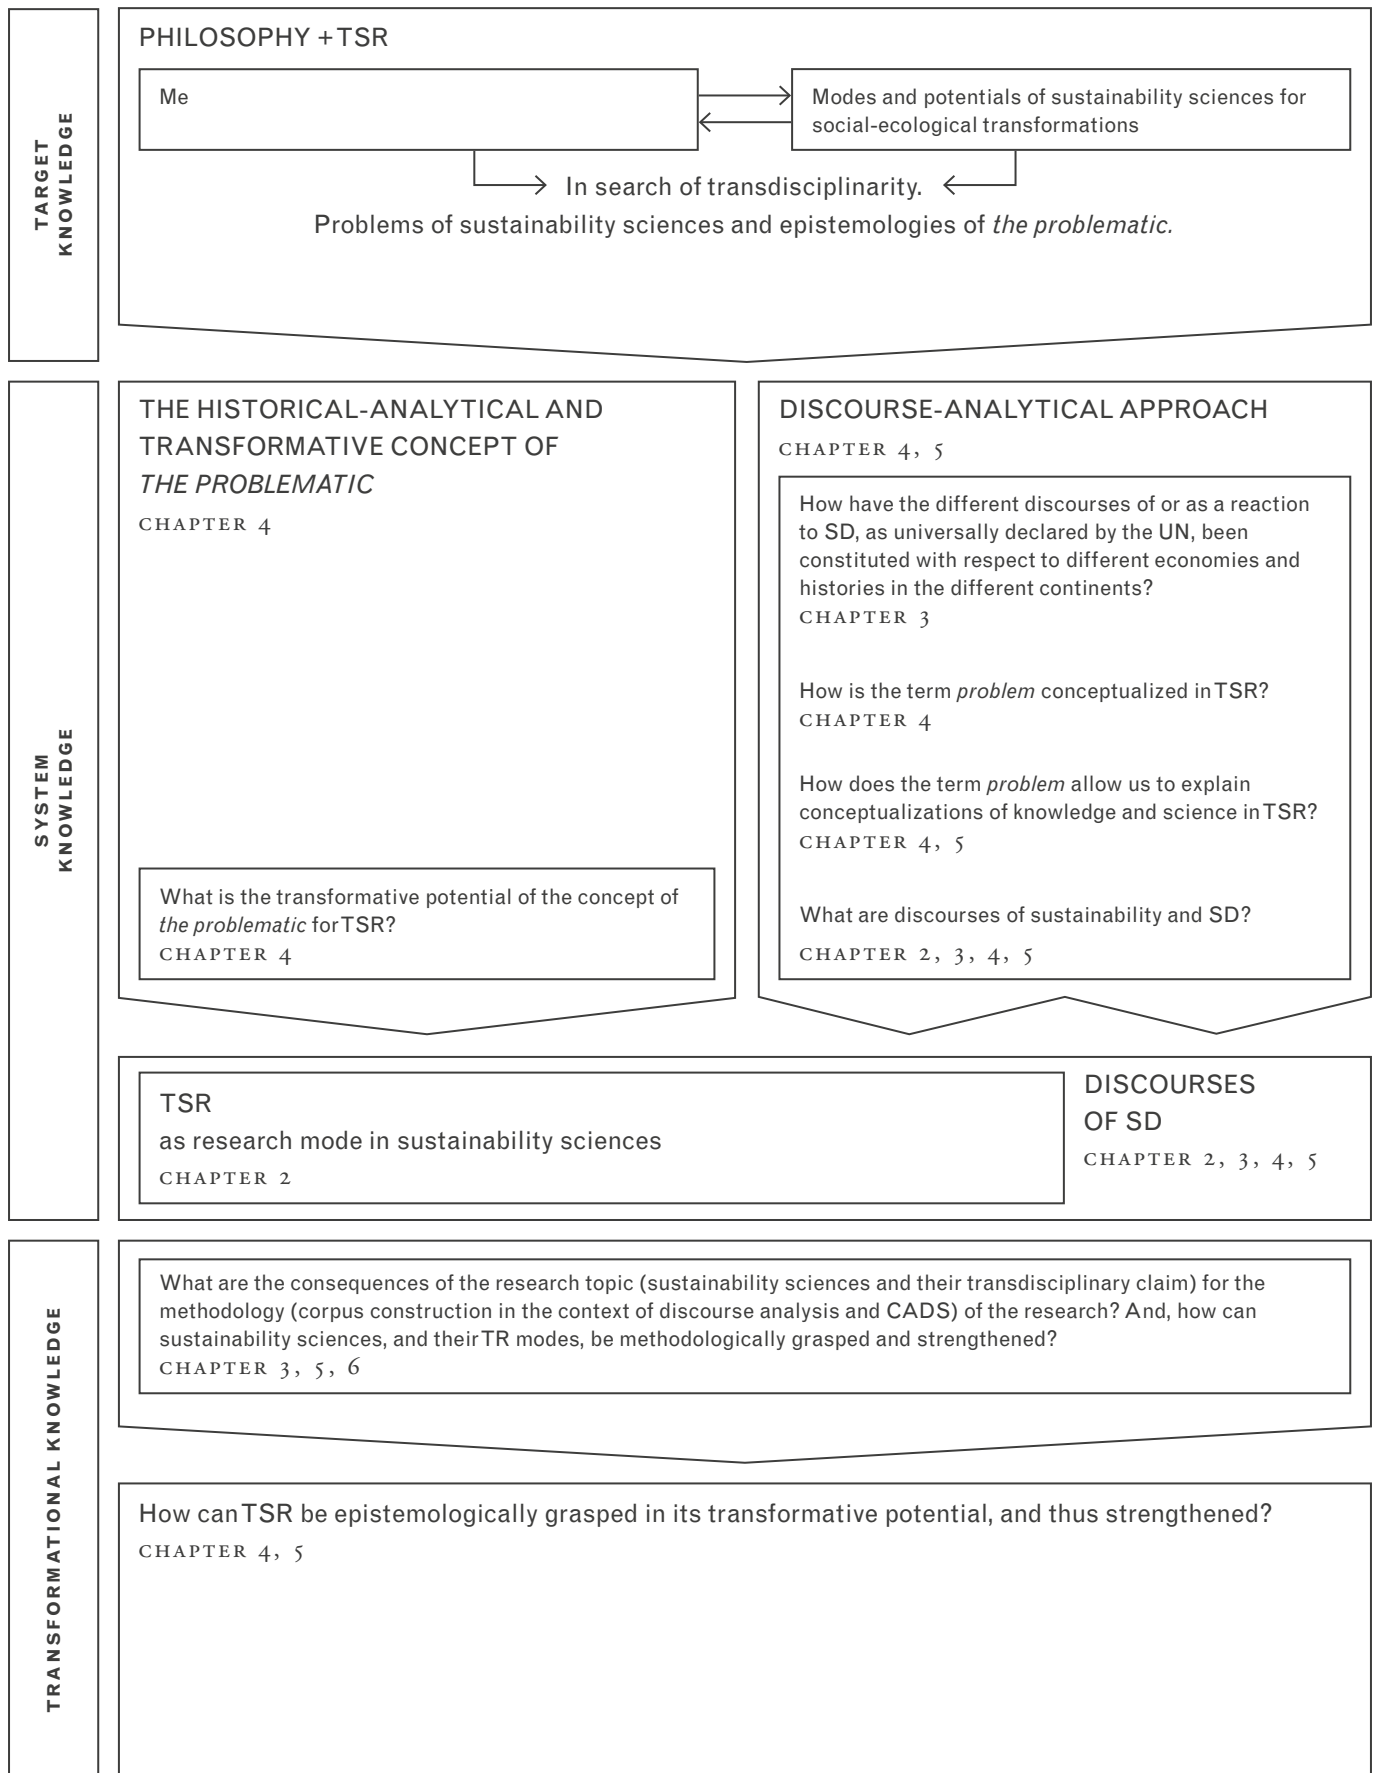 TARGET
KNOWLEDGE
PHILOSOPHY + TSR
Me
Modes and potentials of sustainability sciences for
social-ecological transformations
In search of transdisciplinarity.
Problems of sustainability sciences and epistemologies of the problematic.
SYSTEM
KNOWLEDGE
THE HISTORICAL-ANALYTICAL AND
TRANSFORMATIVE CONCEPT OF
THE PROBLEMATIC
CHAPTER 4
What is the transformative potential of the concept of
the problematic for TSR?
CHAPTER 4
DISCOURSE-ANALYTICAL APPROACH
CHAPTER 4, 5
How have the different discourses of or as a reaction
to SD, as universally declared by the UN, been
constituted with respect to different economies and
histories in the different continents?
CHAPTER 3
How is the term problem conceptualized in TSR?
CHAPTER 4
How does the term problem allow us to explain
conceptualizations of knowledge and science in TSR?
CHAPTER 4, 5
What are discourses of sustainability and SD?
CHAPTER 2, 3, 4, 5
TSR
as research mode in sustainability sciences
CHAPTER 2
DISCOURSES
OF SD
CHAPTER 2, 3, 4, 5
TRANSFORMATIONAL KNOWLEDGE
What are the consequences of the research topic (sustainability sciences and their transdisciplinary claim) for the
methodology (corpus construction in the context of discourse analysis and CADS) of the research? And, how can
sustainability sciences, and their TR modes, be methodologically grasped and strengthened?
CHAPTER 3, 5, 6
How can TSR be epistemologically grasped in its transformative potential, and thus strengthened?
CHAPTER 4, 5